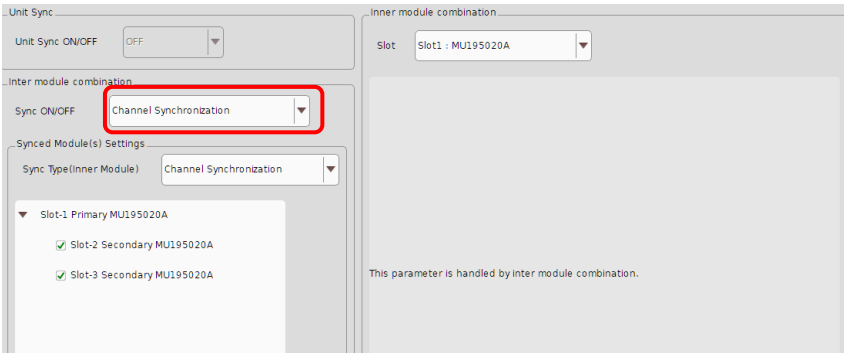 Unit Sync
Unit Sync ON/OFF
OFF
Inter module combination
Sync ON/OFF
Channel Synchronization
Synced Module(s) Settings
Sync Type(Inner Module)
Channel Synchronization
Slot-1 Primary MU195020A
Slot-2 Secondary MU195020A
Slot-3 Secondary MU195020A
Inner module combination
Slot
Slot1 : MU195020A
This parameter is handled by inter module combination.